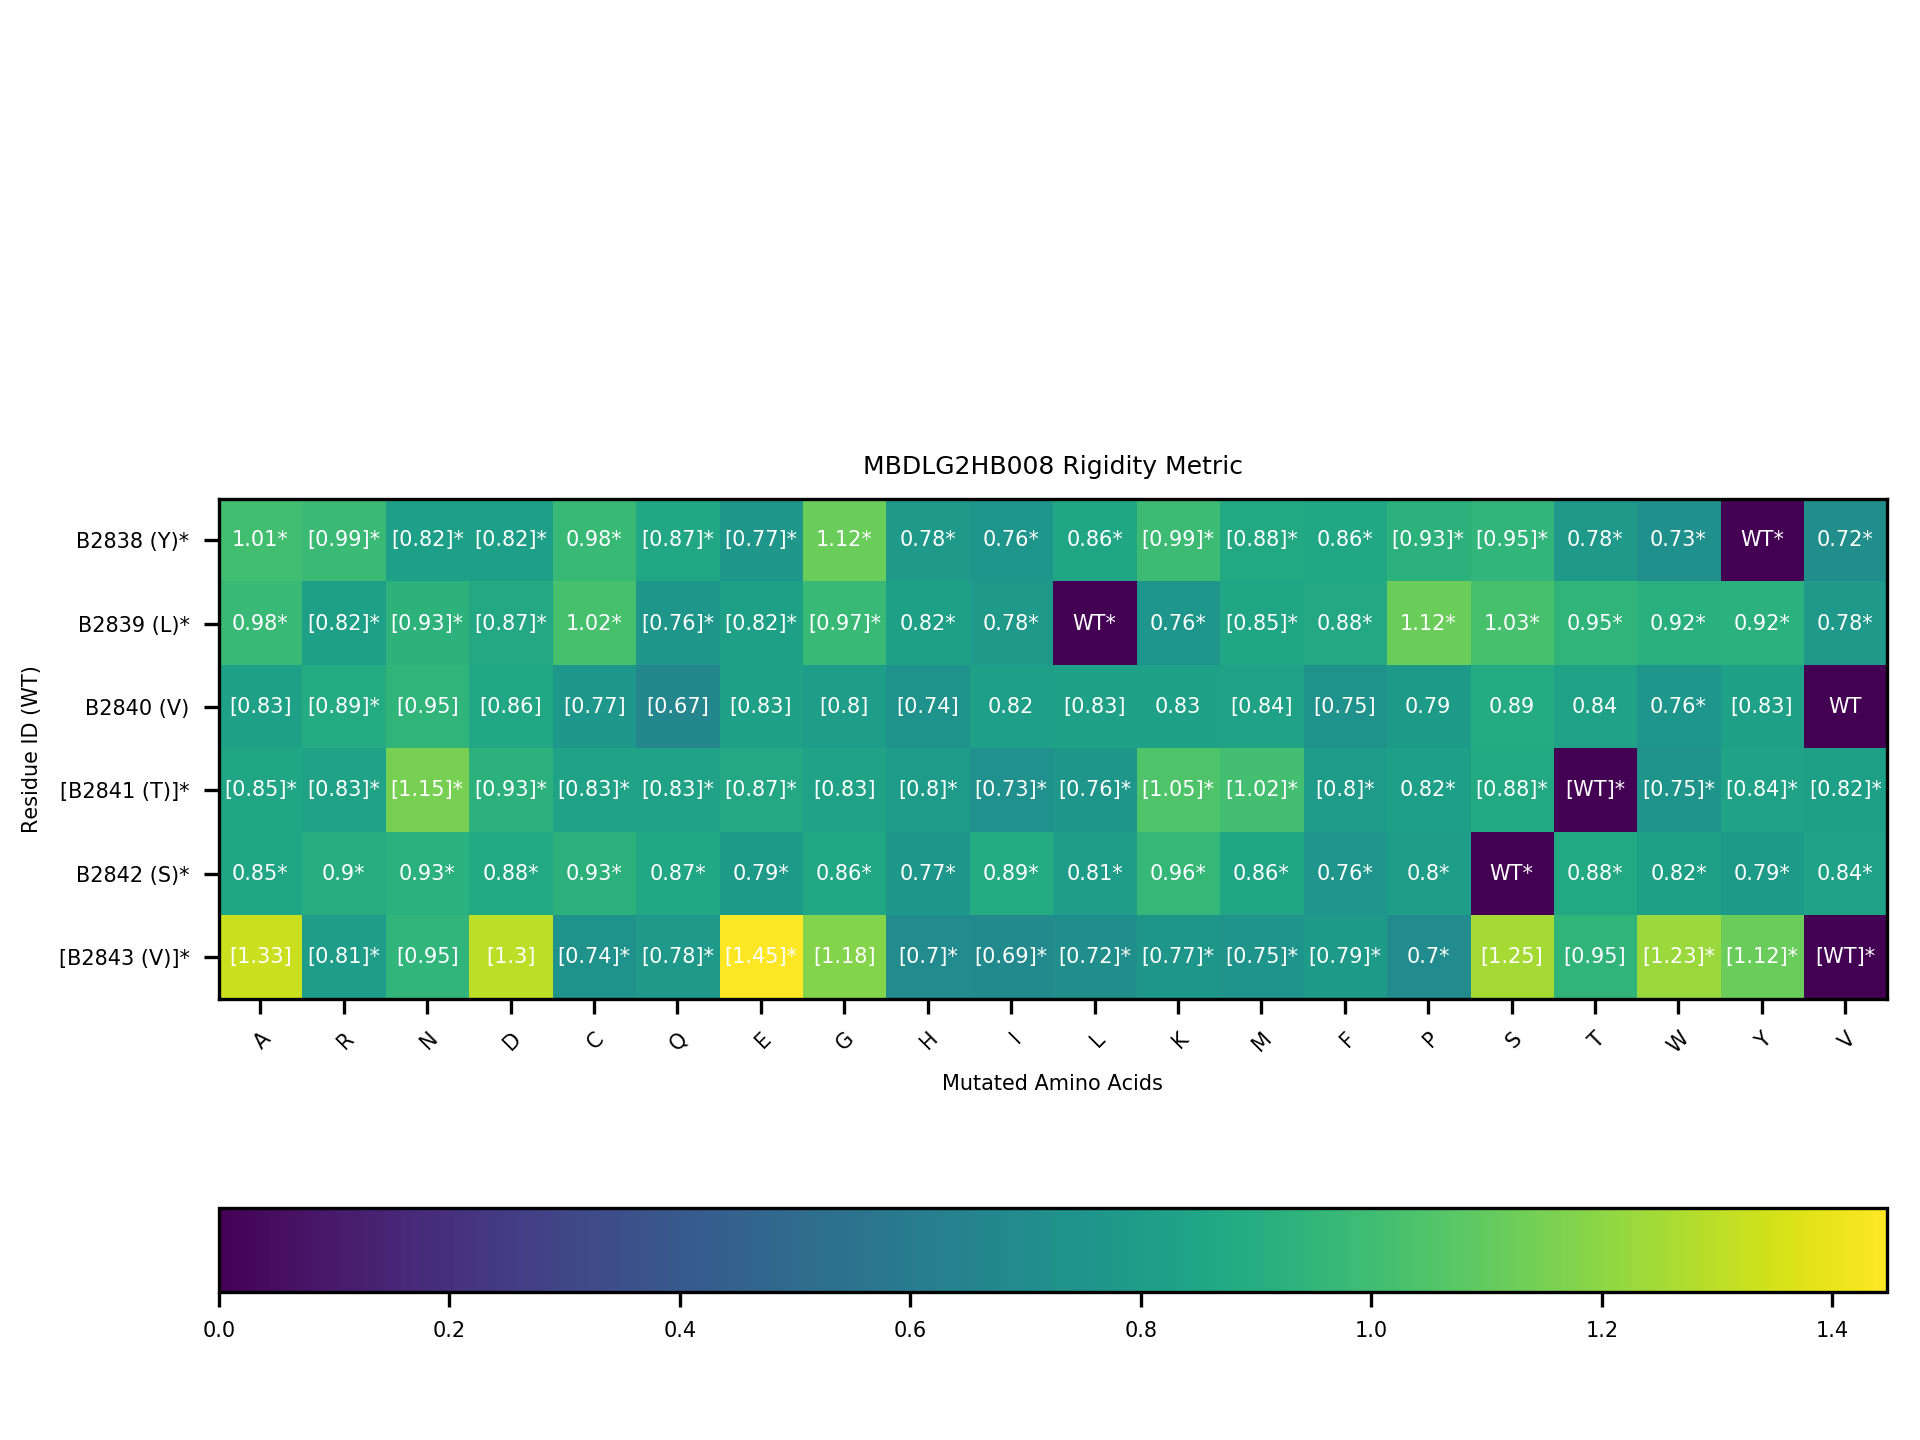 MBDLG2HB008 Rigidity Metric
Residue ID (WT)
B2838 (Y)* 1.01* [0.99]* [0.82]* [0.82]* 0.98* [0.87]* [0.77]* 1.12* 0.78* 0.76* 0.86* [0.99]* [0.88]* 0.86* [0.93]* [0.95]* 0.78* 0.73* WT* 0.72*
B2839 (L)* 0.98* [0.82]* [0.93]* [0.87]* 1.02* [0.76]* [0.82]* [0.97]* 0.82* 0.78* WT* 0.76* [0.85]* 0.88* 1.12* 1.03* 0.95* 0.92* 0.92* 0.78*
B2840 (V) [0.83] [0.89]* [0.95] [0.86] [0.77] [0.67] [0.83] [0.8] [0.74] 0.82 [0.83] 0.83 [0.84] [0.75] 0.79 0.89 0.84 0.76* [0.83] WT
[B2841 (T)]* [0.85]* [0.83]* [1.15]* [0.93]* [0.83]* [0.83]* [0.87]* [0.83] [0.8]* [0.73]* [0.76]* [1.05]* [1.02]* [0.8]* 0.82* [0.88]* [WT]* [0.75]* [0.84]* [0.82]*
B2842 (S)* 0.85* 0.9* 0.93* 0.88* 0.93* 0.87* 0.79* 0.86* 0.77* 0.89* 0.81* 0.96* 0.86* 0.76* 0.8* WT* 0.88* 0.82* 0.79* 0.84*
[B2843 (V)]* [1.33] [0.81]* [0.95] [1.3] [0.74]* [0.78]* [1.45]* [1.18] [0.7]* [0.69]* [0.72]* [0.77]* [0.75]* [0.79]* 0.7* [1.25] [0.95] [1.23]* [1.12]* [WT]*
A R N D C Q E G H I L K M F P S T W Y V
Mutated Amino Acids
0.0 0.2 0.4 0.6 0.8 1.0 1.2 1.4